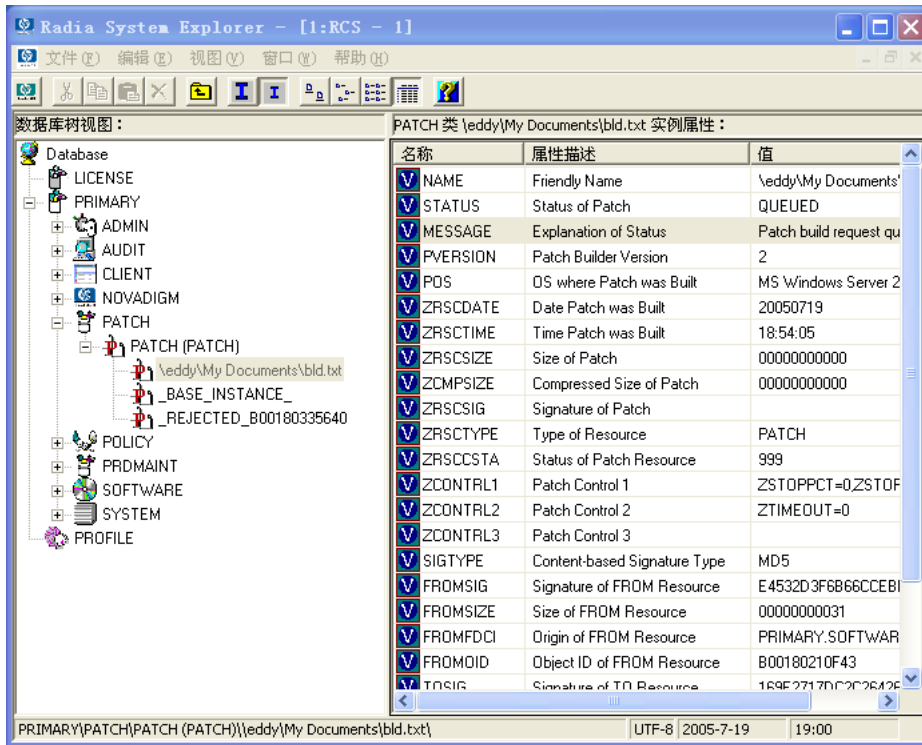 Radia System Explorer - [1:RCS - 1]
文件(F) 编辑(E) 视图(V) 窗口(W) 帮助(H)
数据库树视图：
Database
LICENSE
PRIMARY
ADMIN
AUDIT
CLIENT
NOVADIGM
PATCH
PATCH (PATCH)
\eddy\My Documents\bld.txt
_BASE_INSTANCE_
_REJECTED_B00180335640
POLICY
PRDMAINT
SOFTWARE
SYSTEM
PROFILE
PATCH 类 \eddy\My Documents\bld.txt 实例属性：
名称 属性描述 值
NAME Friendly Name \eddy\My Documents'
STATUS Status of Patch QUEUED
MESSAGE Explanation of Status Patch build request qu
PVERSION Patch Builder Version 2
POS OS where Patch was Built MS Windows Server 2
ZRSCDATE Date Patch was Built 20050719
ZRSCTIME Time Patch was Built 18:54:05
ZRSCSIZE Size of Patch 00000000000
ZCMPSIZE Compressed Size of Patch 00000000000
ZRSCSIG Signature of Patch
ZRSCTYPE Type of Resource PATCH
ZRSCCSTA Status of Patch Resource 999
ZCONTRL1 Patch Control 1 ZSTOPPCT=0,ZSTOF
ZCONTRL2 Patch Control 2 ZTIMEOUT=0
ZCONTRL3 Patch Control 3
SIGTYPE Content-based Signature Type MD5
FROMSIG Signature of FROM Resource E4532D3F6B66CCEBI
FROMSIZE Size of FROM Resource 00000000031
FROMFDCI Origin of FROM Resource PRIMARY.SOFTWAR
FROMOID Object ID of FROM Resource B00180210F43
TOSIG Signature of TO Resource
PRIMARY\PATCH\PATCH (PATCH)\\eddy\My Documents\bld.txt\ UTF-8 2005-7-19 19:00